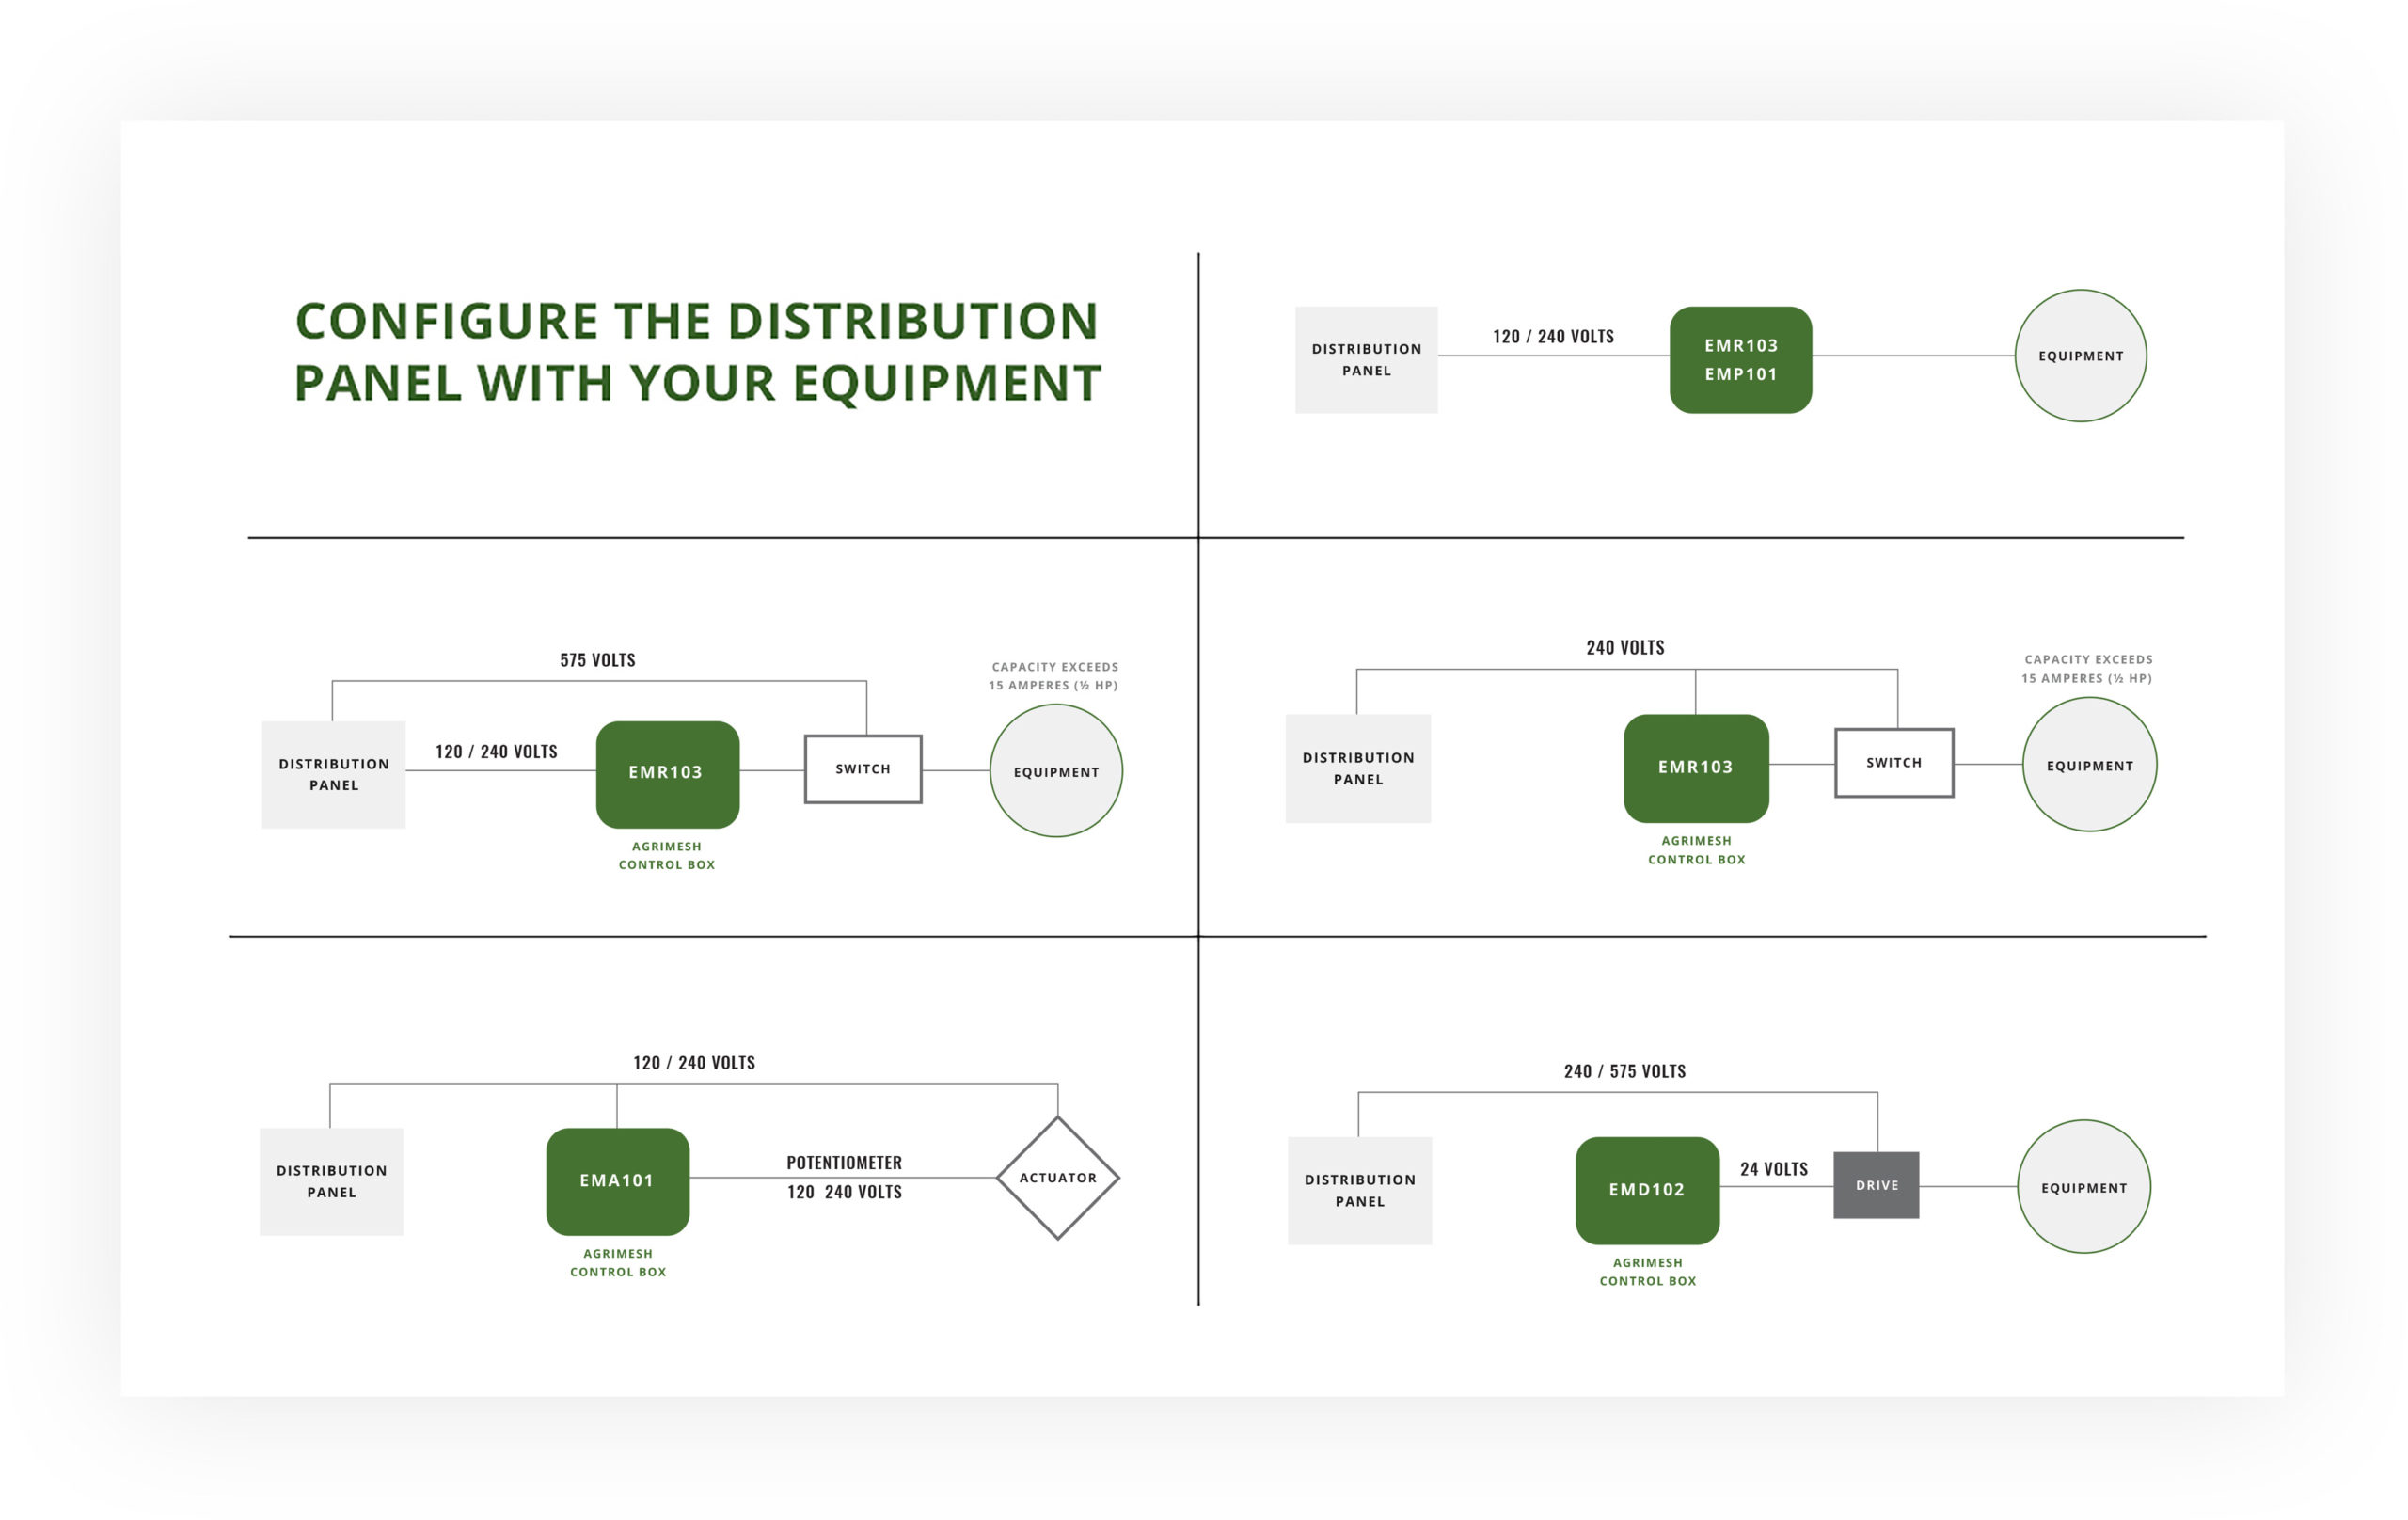 CONFIGURE THE DISTRIBUTION
PANEL WITH YOUR EQUIPMENT
DISTRIBUTION
PANEL
120 / 240 VOLTS
EMR103
EMP101
EQUIPMENT
575 VOLTS
DISTRIBUTION
PANEL
120 / 240 VOLTS
EMR103
AGRIMESH
CONTROL BOX
SWITCH
CAPACITY EXCEEDS
15 AMPERES (½ HP)
EQUIPMENT
240 VOLTS
DISTRIBUTION
PANEL
EMR103
AGRIMESH
CONTROL BOX
SWITCH
CAPACITY EXCEEDS
15 AMPERES (½ HP)
EQUIPMENT
120 / 240 VOLTS
DISTRIBUTION
PANEL
EMA101
AGRIMESH
CONTROL BOX
POTENTIOMETER
120 240 VOLTS
ACTUATOR
240 / 575 VOLTS
DISTRIBUTION
PANEL
EMD102
AGRIMESH
CONTROL BOX
24 VOLTS
DRIVE
EQUIPMENT